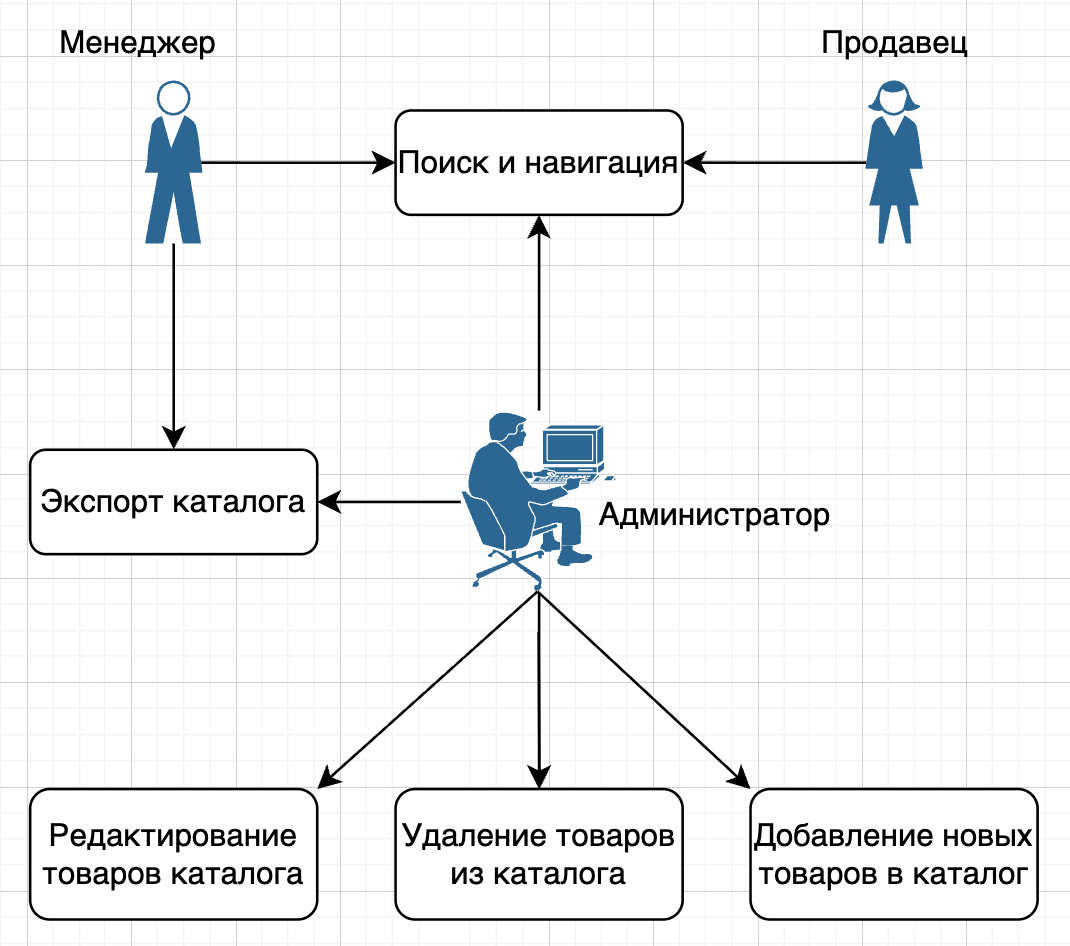 Менеджер
Продавец
Поиск и навигация
Экспорт каталога
Администратор
Редактирование
товаров каталога
Удаление товаров
из каталога
Добавление новых
товаров в каталог